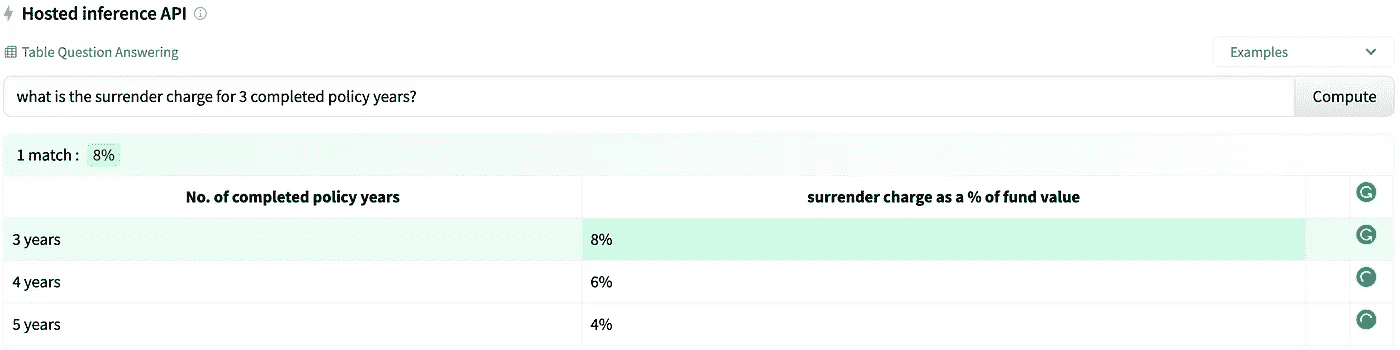 Hosted inference API
Table Question Answering
Examples
what is the surrender charge for 3 completed policy years?
Compute
1 match : 8%
No. of completed policy years surrender charge as a % of fund value
3 years 8%
4 years 6%
5 years 4%